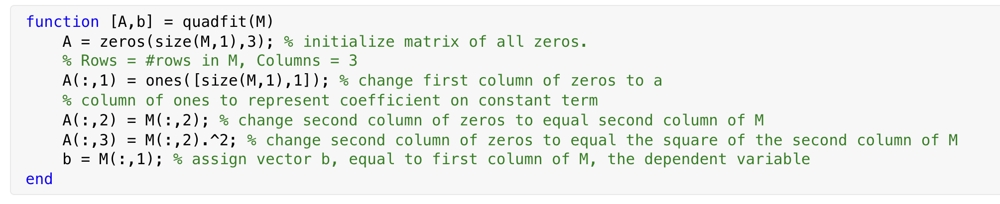 function [A,b] = quadfit(M)
    A = zeros(size(M,1),3); % initialize matrix of all zeros.
    % Rows = #rows in M, Columns = 3
    A(:,1) = ones([size(M,1),1]); % change first column of zeros to a
    % column of ones to represent coefficient on constant term
    A(:,2) = M(:,2); % change second column of zeros to equal second column of M
    A(:,3) = M(:,2).^2; % change second column of zeros to equal the square of the second column of M
    b = M(:,1); % assign vector b, equal to first column of M, the dependent variable
end